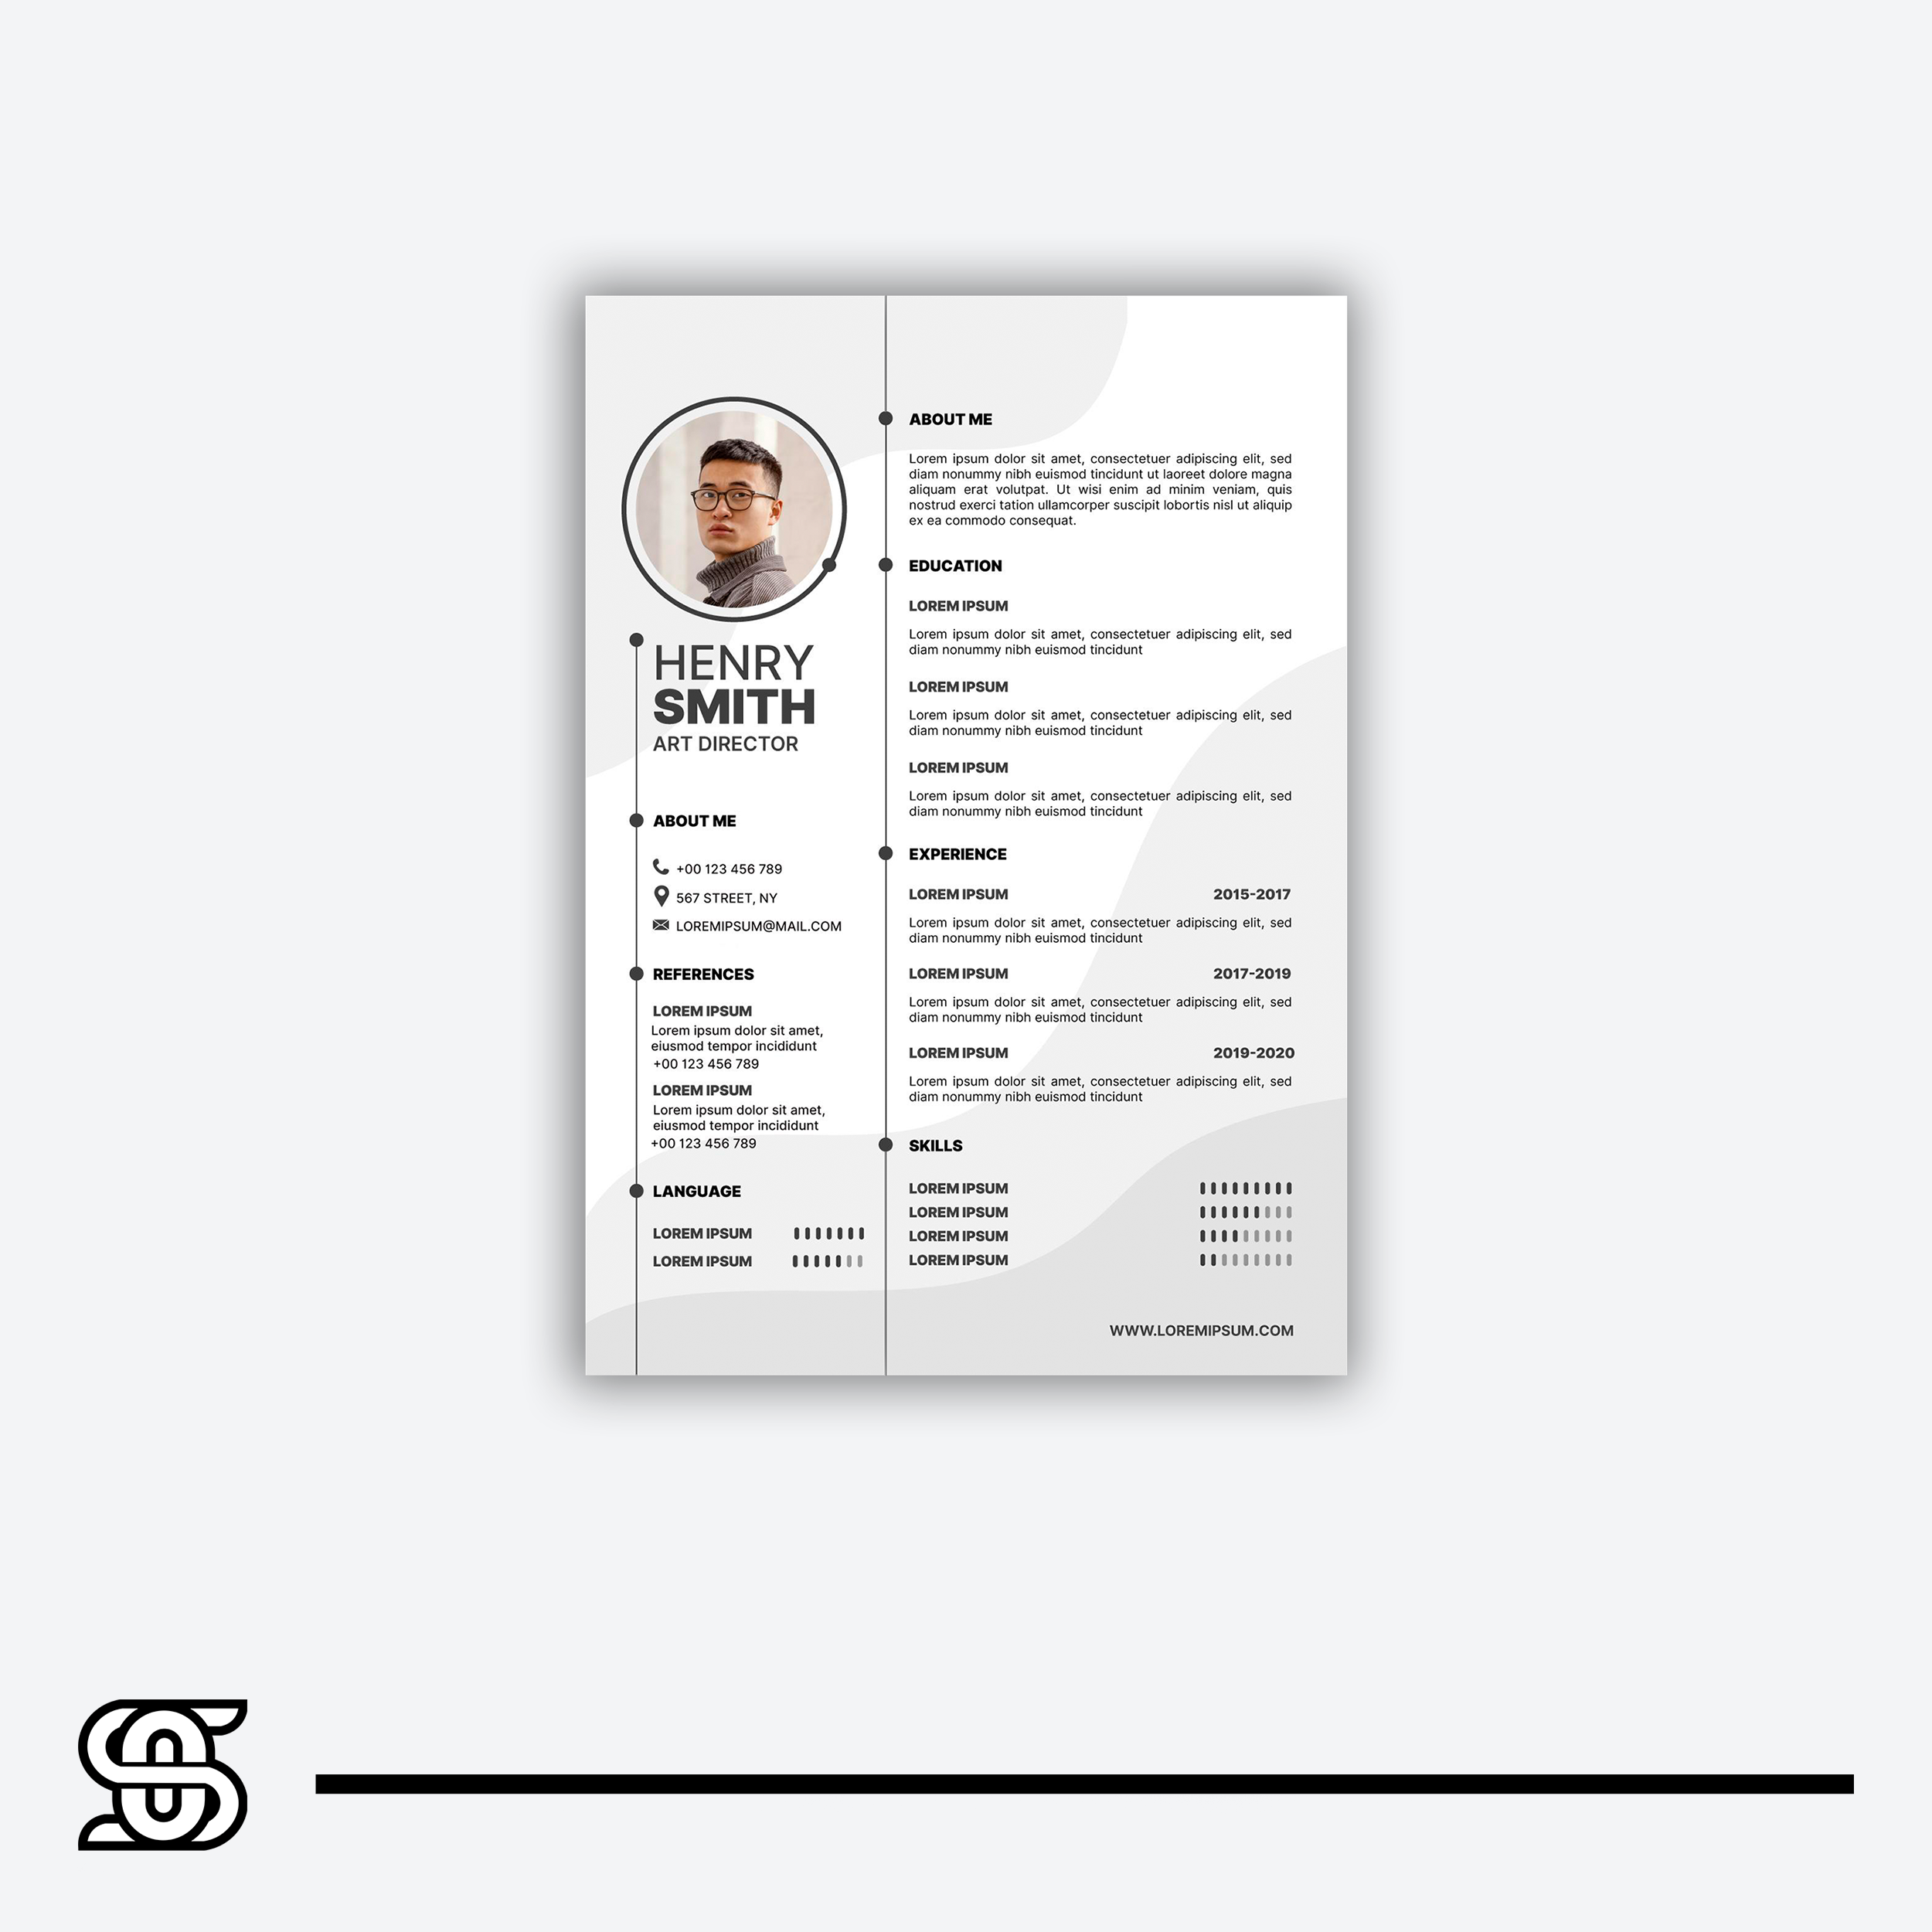 HENRY
SMITH
ART DIRECTOR
ABOUT ME
+00 123 456 789
567 STREET, NY
LOREMIPSUM@MAIL.COM
REFERENCES
LOREM IPSUM
Lorem ipsum dolor sit amet,
eiusmod tempor incididunt
+00 123 456 789
LOREM IPSUM
Lorem ipsum dolor sit amet,
eiusmod tempor incididunt
+00 123 456 789
LANGUAGE
LOREM IPSUM
LOREM IPSUM
ABOUT ME
Lorem ipsum dolor sit amet, consectetuer adipiscing elit, sed
diam nonummy nibh euismod tincidunt ut laoreet dolore magna
aliquam erat volutpat. Ut wisi enim ad minim veniam, quis
nostrud exerci tation ullamcorper suscipit lobortis nisl ut aliquip
ex ea commodo consequat.
EDUCATION
LOREM IPSUM
Lorem ipsum dolor sit amet, consectetuer adipiscing elit, sed
diam nonummy nibh euismod tincidunt
LOREM IPSUM
Lorem ipsum dolor sit amet, consectetuer adipiscing elit, sed
diam nonummy nibh euismod tincidunt
LOREM IPSUM
Lorem ipsum dolor sit amet, consectetuer adipiscing elit, sed
diam nonummy nibh euismod tincidunt
EXPERIENCE
LOREM IPSUM 2015-2017
Lorem ipsum dolor sit amet, consectetuer adipiscing elit, sed
diam nonummy nibh euismod tincidunt
LOREM IPSUM 2017-2019
Lorem ipsum dolor sit amet, consectetuer adipiscing elit, sed
diam nonummy nibh euismod tincidunt
LOREM IPSUM 2019-2020
Lorem ipsum dolor sit amet, consectetuer adipiscing elit, sed
diam nonummy nibh euismod tincidunt
SKILLS
LOREM IPSUM
LOREM IPSUM
LOREM IPSUM
LOREM IPSUM
WWW.LOREMIPSUM.COM